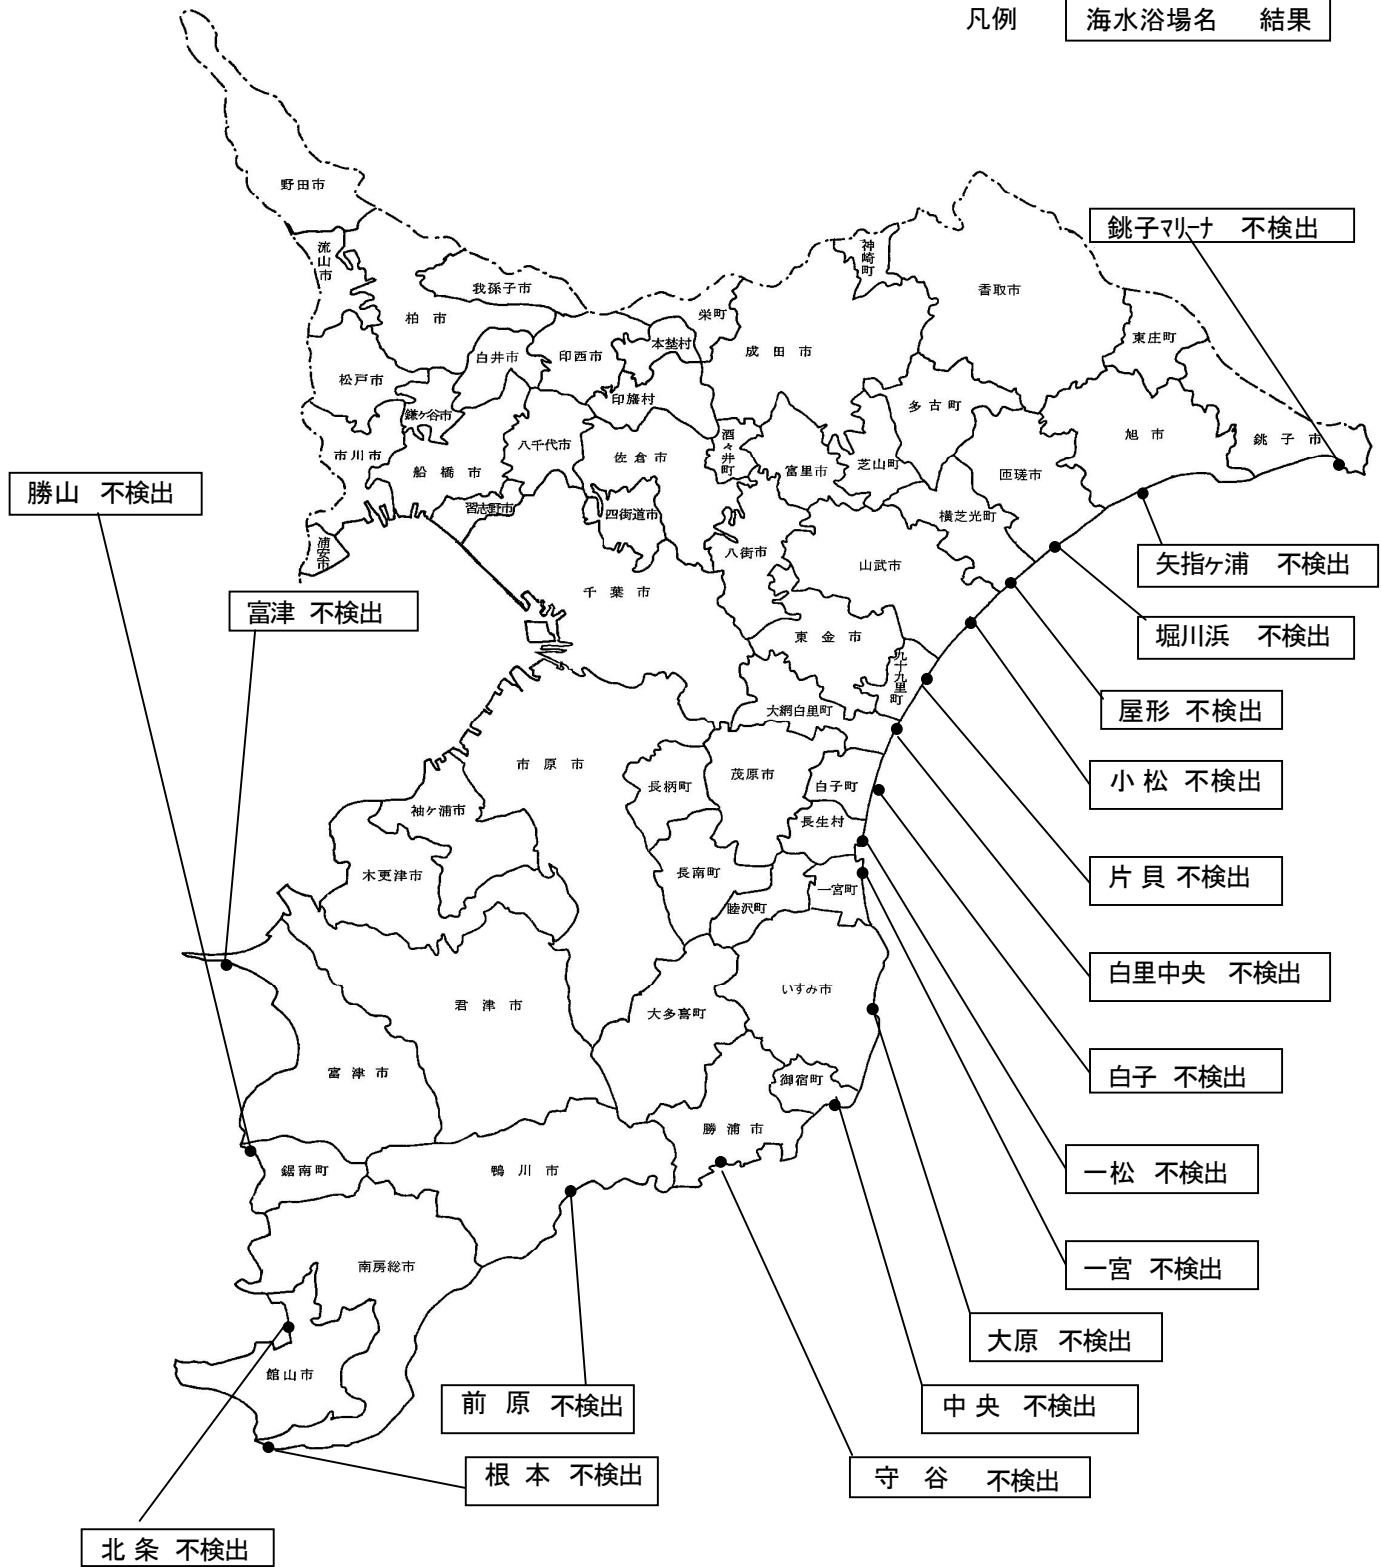 凡例 海水浴場名 結果
野田市
銚子マリーナ 不検出
流山市
神崎町
我孫子市
香取市
栄町
柏市
東庄町
本埜村
成田市
白井市
印西市
松戸市
印旛村
多古町
鎌ケ谷市
酒々井町
旭市
銚子市
八千代市
市川市
佐倉市
船橋市
富里市
芝山町
匝瑳市
勝山 不検出
習志野市
四街道市
横芝光町
浦安市
八街市
山武市
矢指ヶ浦 不検出
千葉市
富津 不検出
東金市
堀川浜 不検出
九十九里町
大網白里町
屋形 不検出
市原市
長柄町
茂原市
白子町
小松 不検出
袖ケ浦市
長生村
木更津市
長南町
片貝 不検出
一宮町
睦沢町
白里中央 不検出
いすみ市
君津市
大多喜町
富津市
御宿町
白子 不検出
勝浦市
鋸南町
鴨川市
一松 不検出
南房総市
一宮 不検出
大原 不検出
館山市
前原 不検出
中央 不検出
根本 不検出
守谷 不検出
北条 不検出